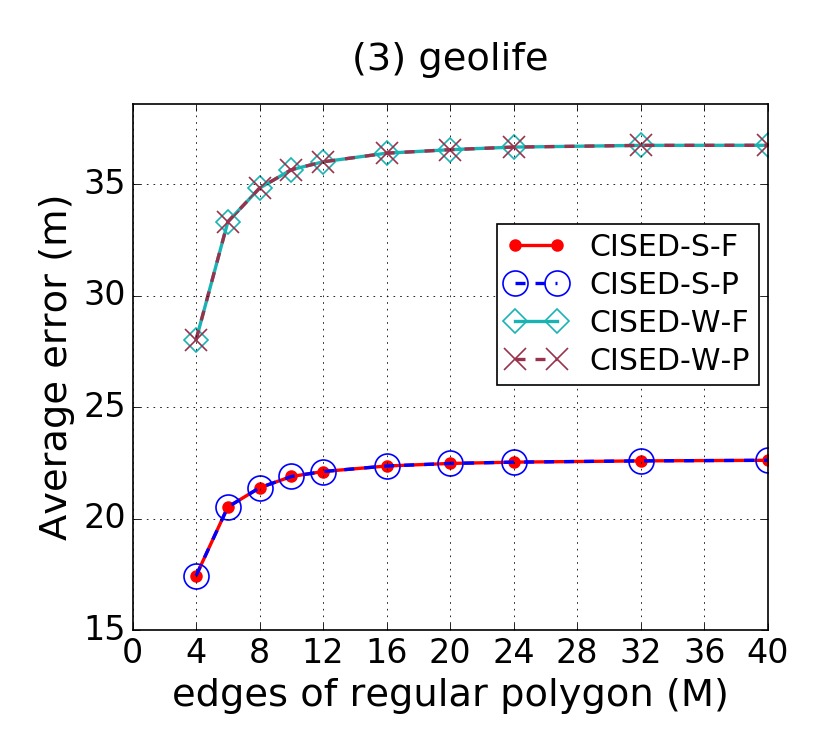 (3) geolife
Average error (m)
35
30
25
20
15
CISED-S-F
CISED-S-P
CISED-W-F
CISED-W-P
0 4 8 12 16 20 24 28 32 36 40
edges of regular polygon (M)